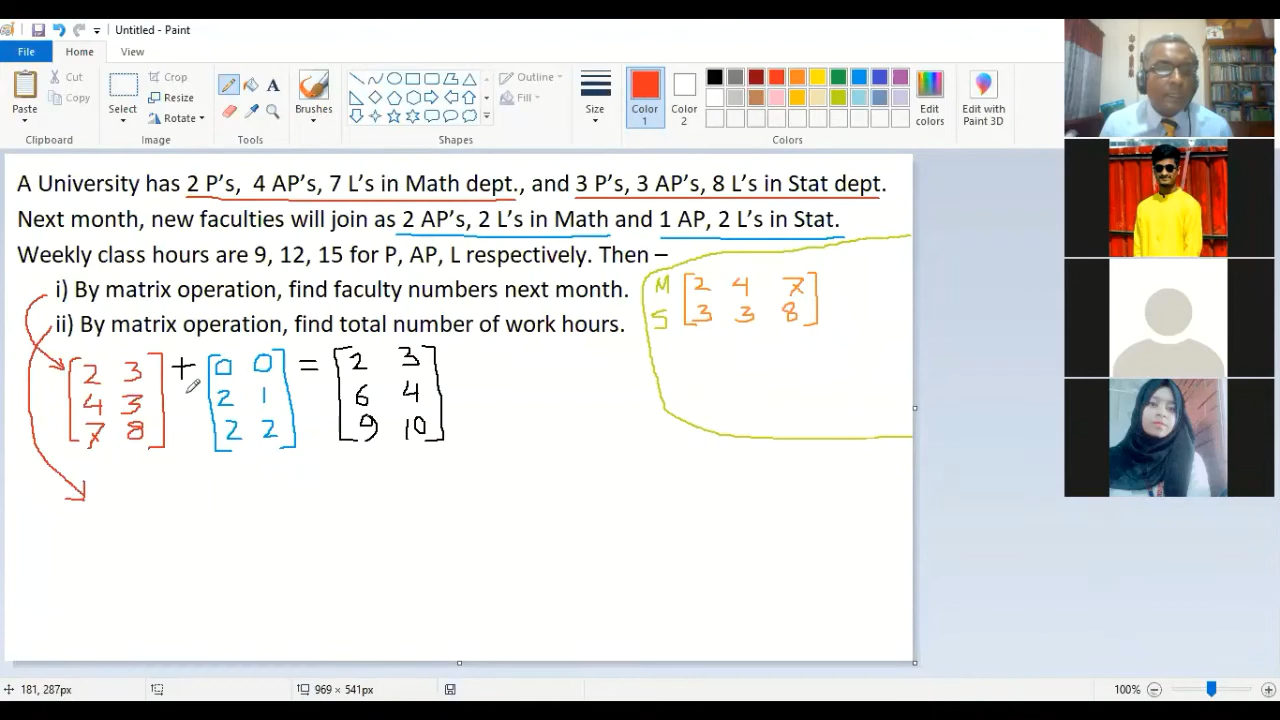 Untitled - Paint
File Home View
Paste Cut Copy Clipboard
Select Crop Resize Rotate Image
Tools
Brushes
Shapes Outline Fill
Size
Color 1 Color 2 Colors
Edit colors
Edit with Paint 3D
A University has 2 P's, 4 AP's, 7 L's in Math dept., and 3 P's, 3 AP's, 8 L's in Stat dept.
Next month, new faculties will join as 2 AP's, 2 L's in Math and 1 AP, 2 L's in Stat.
Weekly class hours are 9, 12, 15 for P, AP, L respectively. Then –
i) By matrix operation, find faculty numbers next month.
ii) By matrix operation, find total number of work hours.
M [2 4 7]
S [3 3 8]
[2 3] + [0 0] = [2 3]
[4 3] [2 1] [6 4]
[7 8] [2 2] [9 10]
181, 287px 969 × 541px 100%